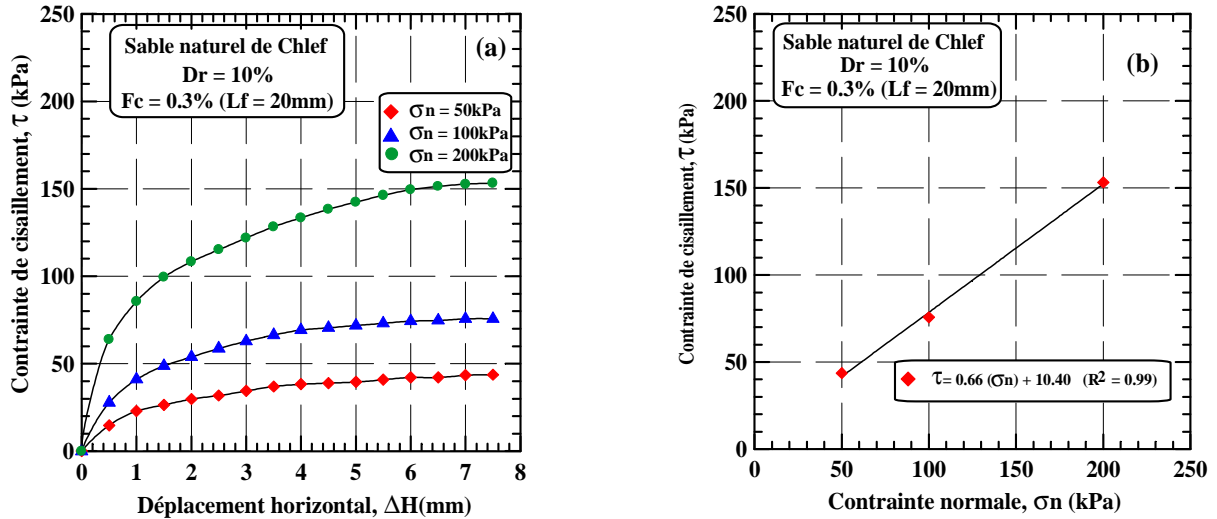 Sable naturel de Chlef
Dr = 10%
Fc = 0.3% (Lf = 20mm)
(a)
σn = 50kPa
σn = 100kPa
σn = 200kPa
Contrainte de cisaillement, τ (kPa)
250
200
150
100
50
0
0 1 2 3 4 5 6 7 8
Déplacement horizontal, ΔH(mm)
Sable naturel de Chlef
Dr = 10%
Fc = 0.3% (Lf = 20mm)
(b)
Contrainte de cisaillement, τ (kPa)
250
200
150
100
50
0
τ= 0.66 (σn) + 10.40 (R² = 0.99)
0 50 100 150 200 250
Contrainte normale, σn (kPa)